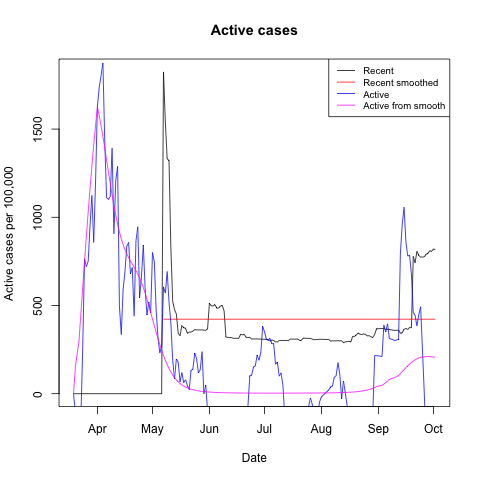 Active cases
Recent
Recent smoothed
Active
Active from smooth
Active cases per 100,000
1500
1000
500
0
Apr May Jun Jul Aug Sep Oct
Date